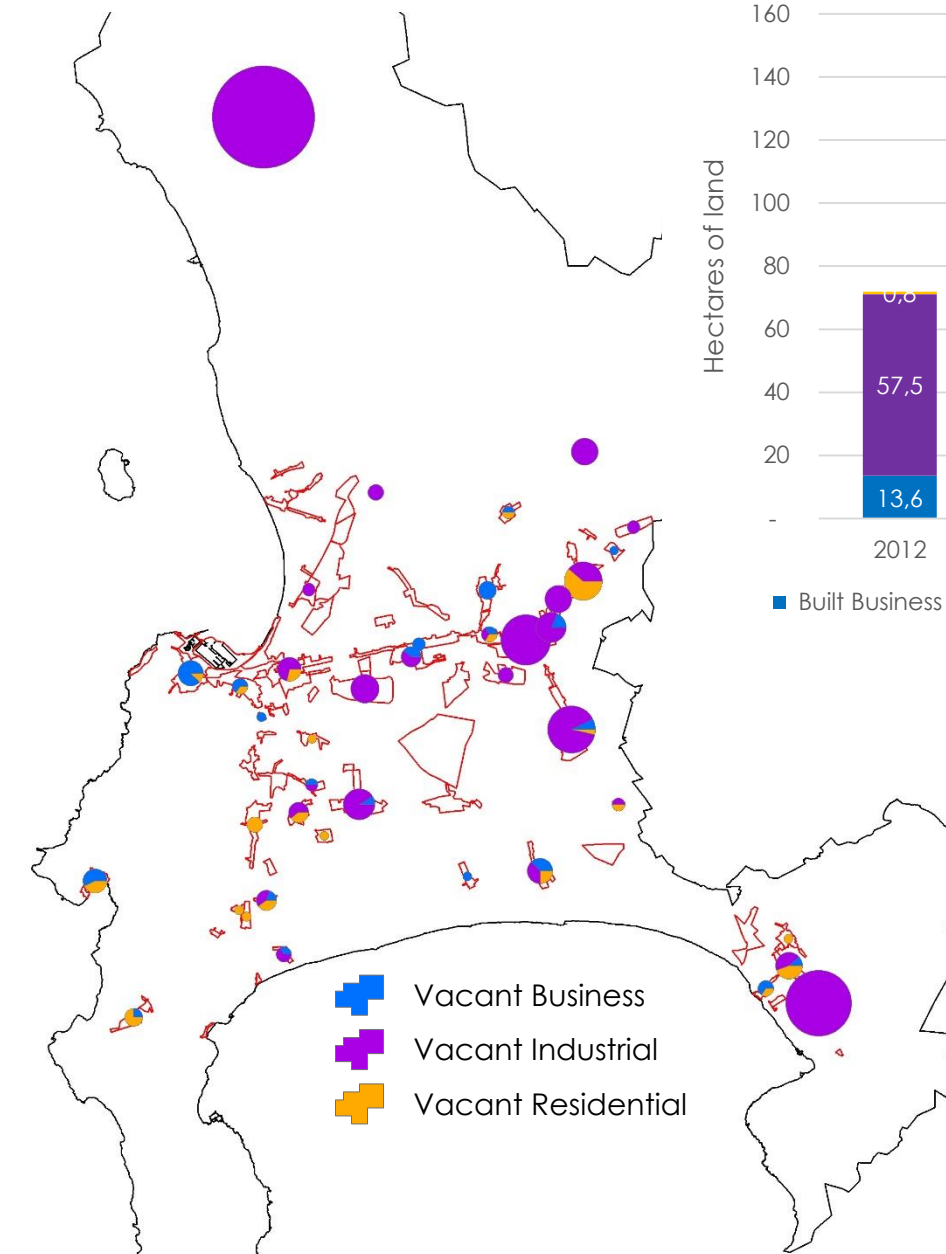 160
140
120
100
80
60
40
20
-
Hectares of land
0,8
57,5
13,6
2012
Built Business
Vacant Business
Vacant Industrial
Vacant Residential